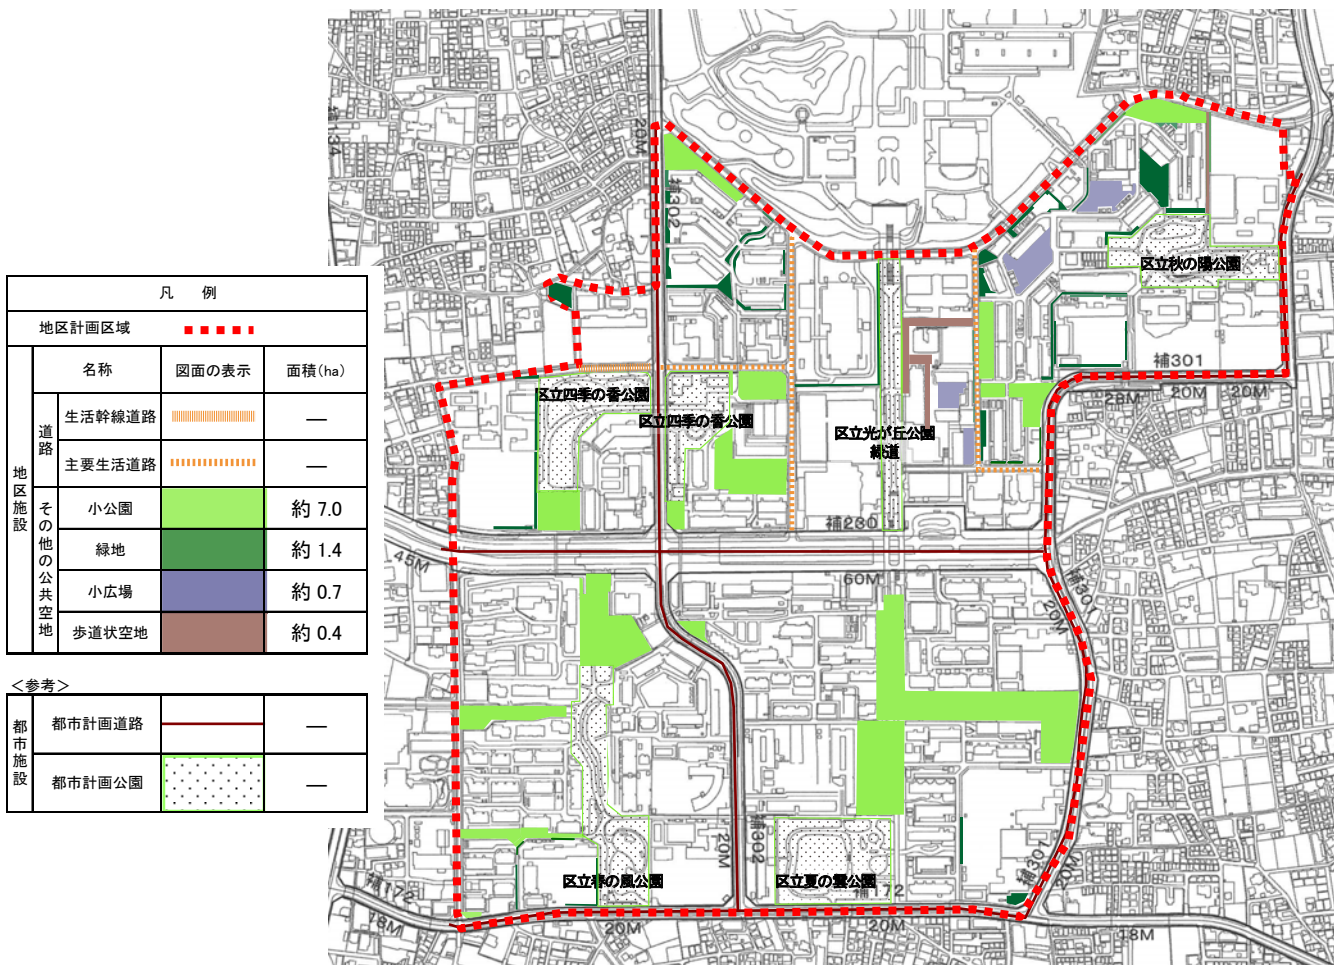 凡 例
地区計画区域
名称 図面の表示 面積(ha)
地区施設
道路
生活幹線道路 —
主要生活道路 —
その他の公共空地
小公園 約 7.0
緑地 約 1.4
小広場 約 0.7
歩道状空地 約 0.4
<参考>
都市施設
都市計画道路 —
都市計画公園 —
補134
20M
補302
区立秋の陽公園
補301
28M 20M 20M
区立四季の香公園
区立四季の香公園
区立光が丘公園
緑道
補230
45M
60M
補301
20M
20M
補302
区立春の風公園
区立夏の雲公園
補172
補301
20M
補172
18M
20M
20M
18M